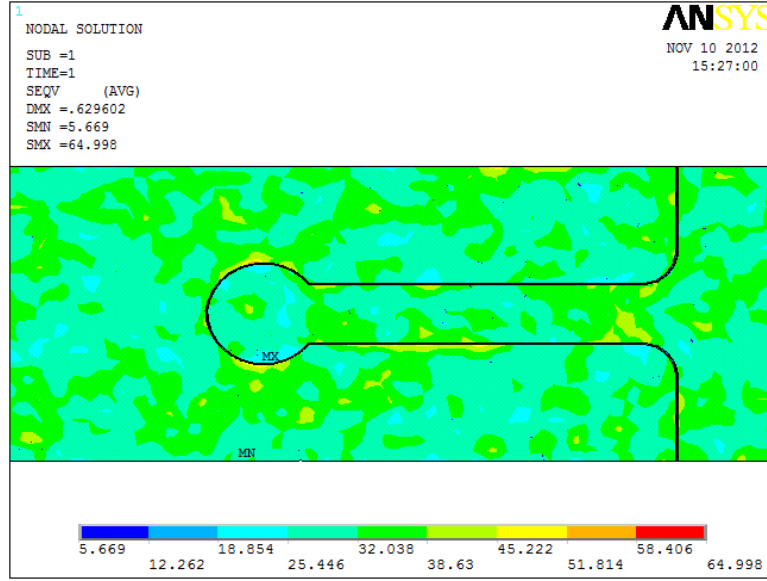 1
NODAL SOLUTION
SUB =1
TIME=1
SEQV (AVG)
DMX =.629602
SMN =5.669
SMX =64.998
ANSYS
NOV 10 2012
15:27:00
MX
MN
5.669 18.854 32.038 45.222 58.406
12.262 25.446 38.63 51.814 64.998